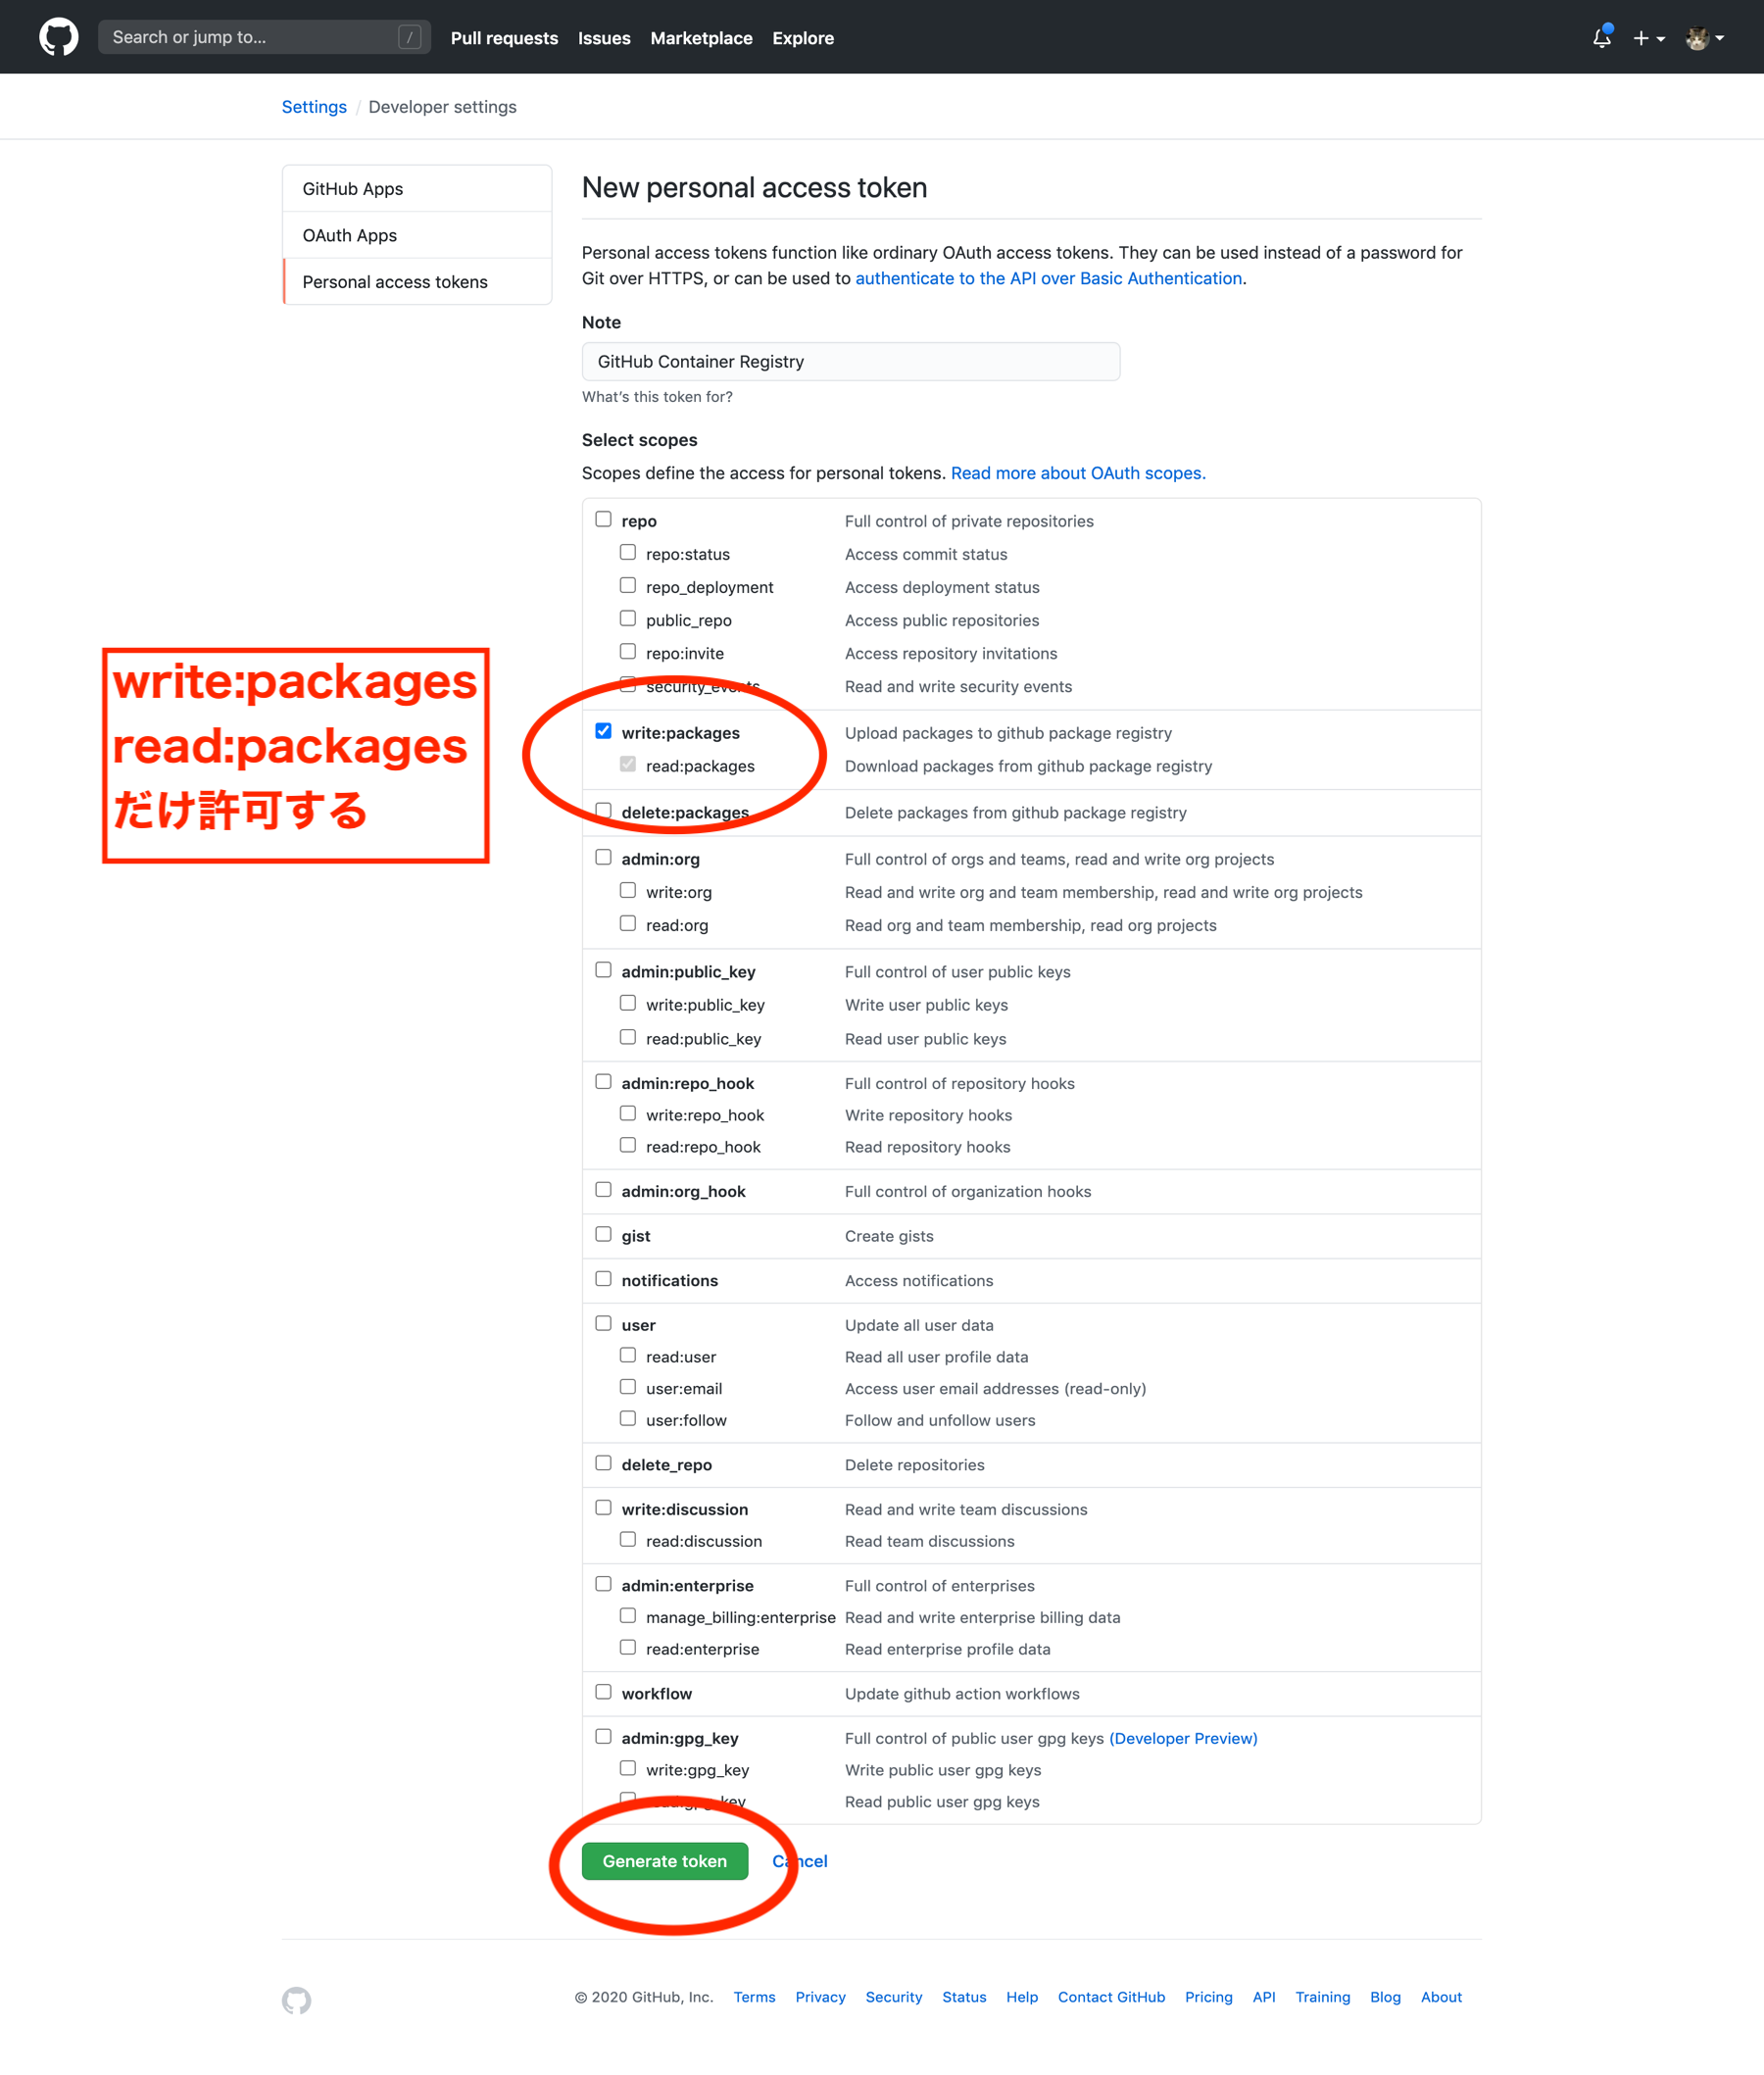 Search or jump to... /
Pull requests Issues Marketplace Explore
Settings / Developer settings
GitHub Apps
OAuth Apps
Personal access tokens
New personal access token
Personal access tokens function like ordinary OAuth access tokens. They can be used instead of a password for
Git over HTTPS, or can be used to authenticate to the API over Basic Authentication.
Note
GitHub Container Registry
What's this token for?
Select scopes
Scopes define the access for personal tokens. Read more about OAuth scopes.
repo Full control of private repositories
repo:status Access commit status
repo_deployment Access deployment status
public_repo Access public repositories
repo:invite Access repository invitations
security_events Read and write security events
write:packages
read:packages
だけ許可する
write:packages Upload packages to github package registry
read:packages Download packages from github package registry
delete:packages Delete packages from github package registry
admin:org Full control of orgs and teams, read and write org projects
write:org Read and write org and team membership, read and write org projects
read:org Read org and team membership, read org projects
admin:public_key Full control of user public keys
write:public_key Write user public keys
read:public_key Read user public keys
admin:repo_hook Full control of repository hooks
write:repo_hook Write repository hooks
read:repo_hook Read repository hooks
admin:org_hook Full control of organization hooks
gist Create gists
notifications Access notifications
user Update all user data
read:user Read all user profile data
user:email Access user email addresses (read-only)
user:follow Follow and unfollow users
delete_repo Delete repositories
write:discussion Read and write team discussions
read:discussion Read team discussions
admin:enterprise Full control of enterprises
manage_billing:enterprise Read and write enterprise billing data
read:enterprise Read enterprise profile data
workflow Update github action workflows
admin:gpg_key Full control of public user gpg keys (Developer Preview)
write:gpg_key Write public user gpg keys
read:gpg_key Read public user gpg keys
Generate token Cancel
© 2020 GitHub, Inc. Terms Privacy Security Status Help Contact GitHub Pricing API Training Blog About